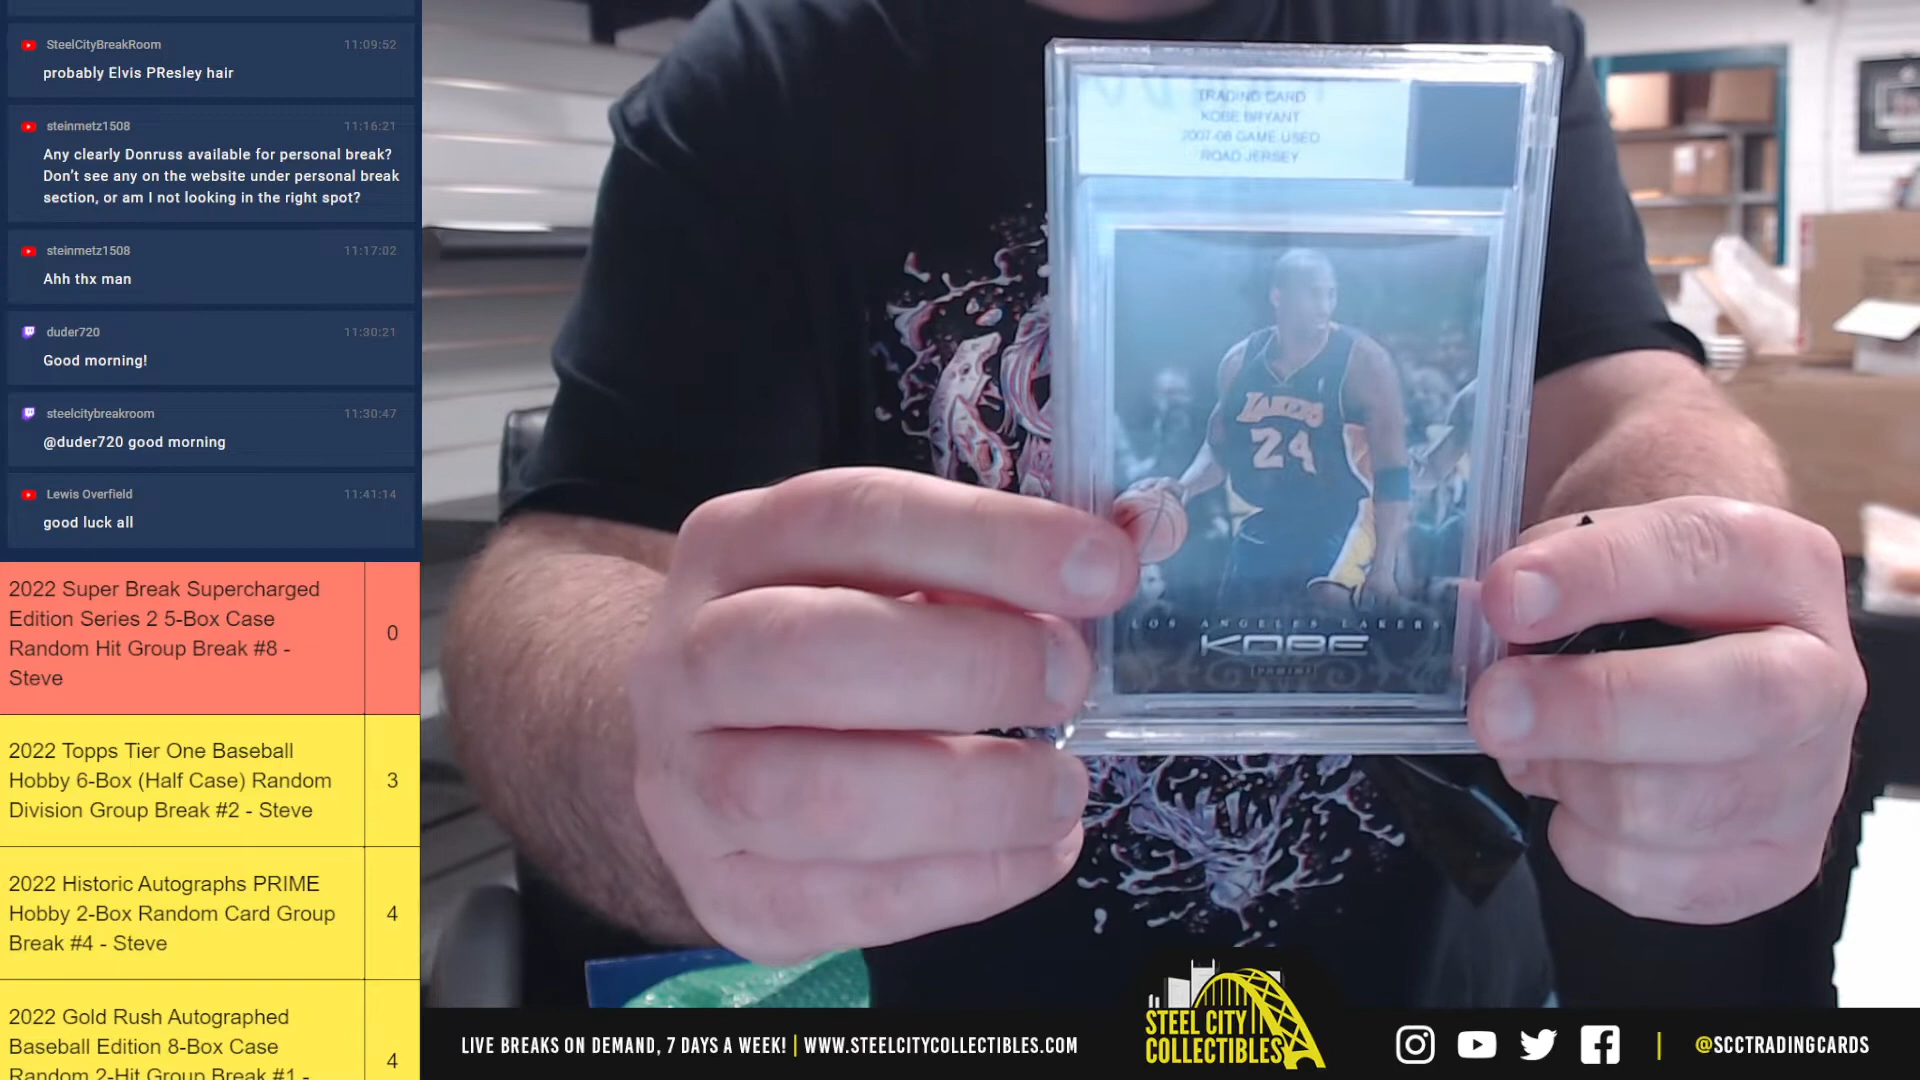 SteelCityBreakRoom 11:09:52
probably Elvis PResley hair
steinmetz1508 11:16:21
Any clearly Donruss available for personal break?
Don't see any on the website under personal break
section, or am I not looking in the right spot?
steinmetz1508 11:17:02
Ahh thx man
duder720 11:30:21
Good morning!
steelcitybreakroom 11:30:47
@duder720 good morning
Lewis Overfield 11:41:14
good luck all
2022 Super Break Supercharged
Edition Series 2 5-Box Case
Random Hit Group Break #8 -
Steve
0
2022 Topps Tier One Baseball
Hobby 6-Box (Half Case) Random
Division Group Break #2 - Steve
3
2022 Historic Autographs PRIME
Hobby 2-Box Random Card Group
Break #4 - Steve
4
2022 Gold Rush Autographed
Baseball Edition 8-Box Case
Random 2-Hit Group Break #1 -
4
TRADING CARD
KOBE BRYANT
2007-08 GAME USED
ROAD JERSEY
LAKERS
24
LOS ANGELES LAKERS
KOBE
PANINI
LIVE BREAKS ON DEMAND, 7 DAYS A WEEK! | WWW.STEELCITYCOLLECTIBLES.COM
STEEL CITY
COLLECTIBLES
@SCCTRADINGCARDS